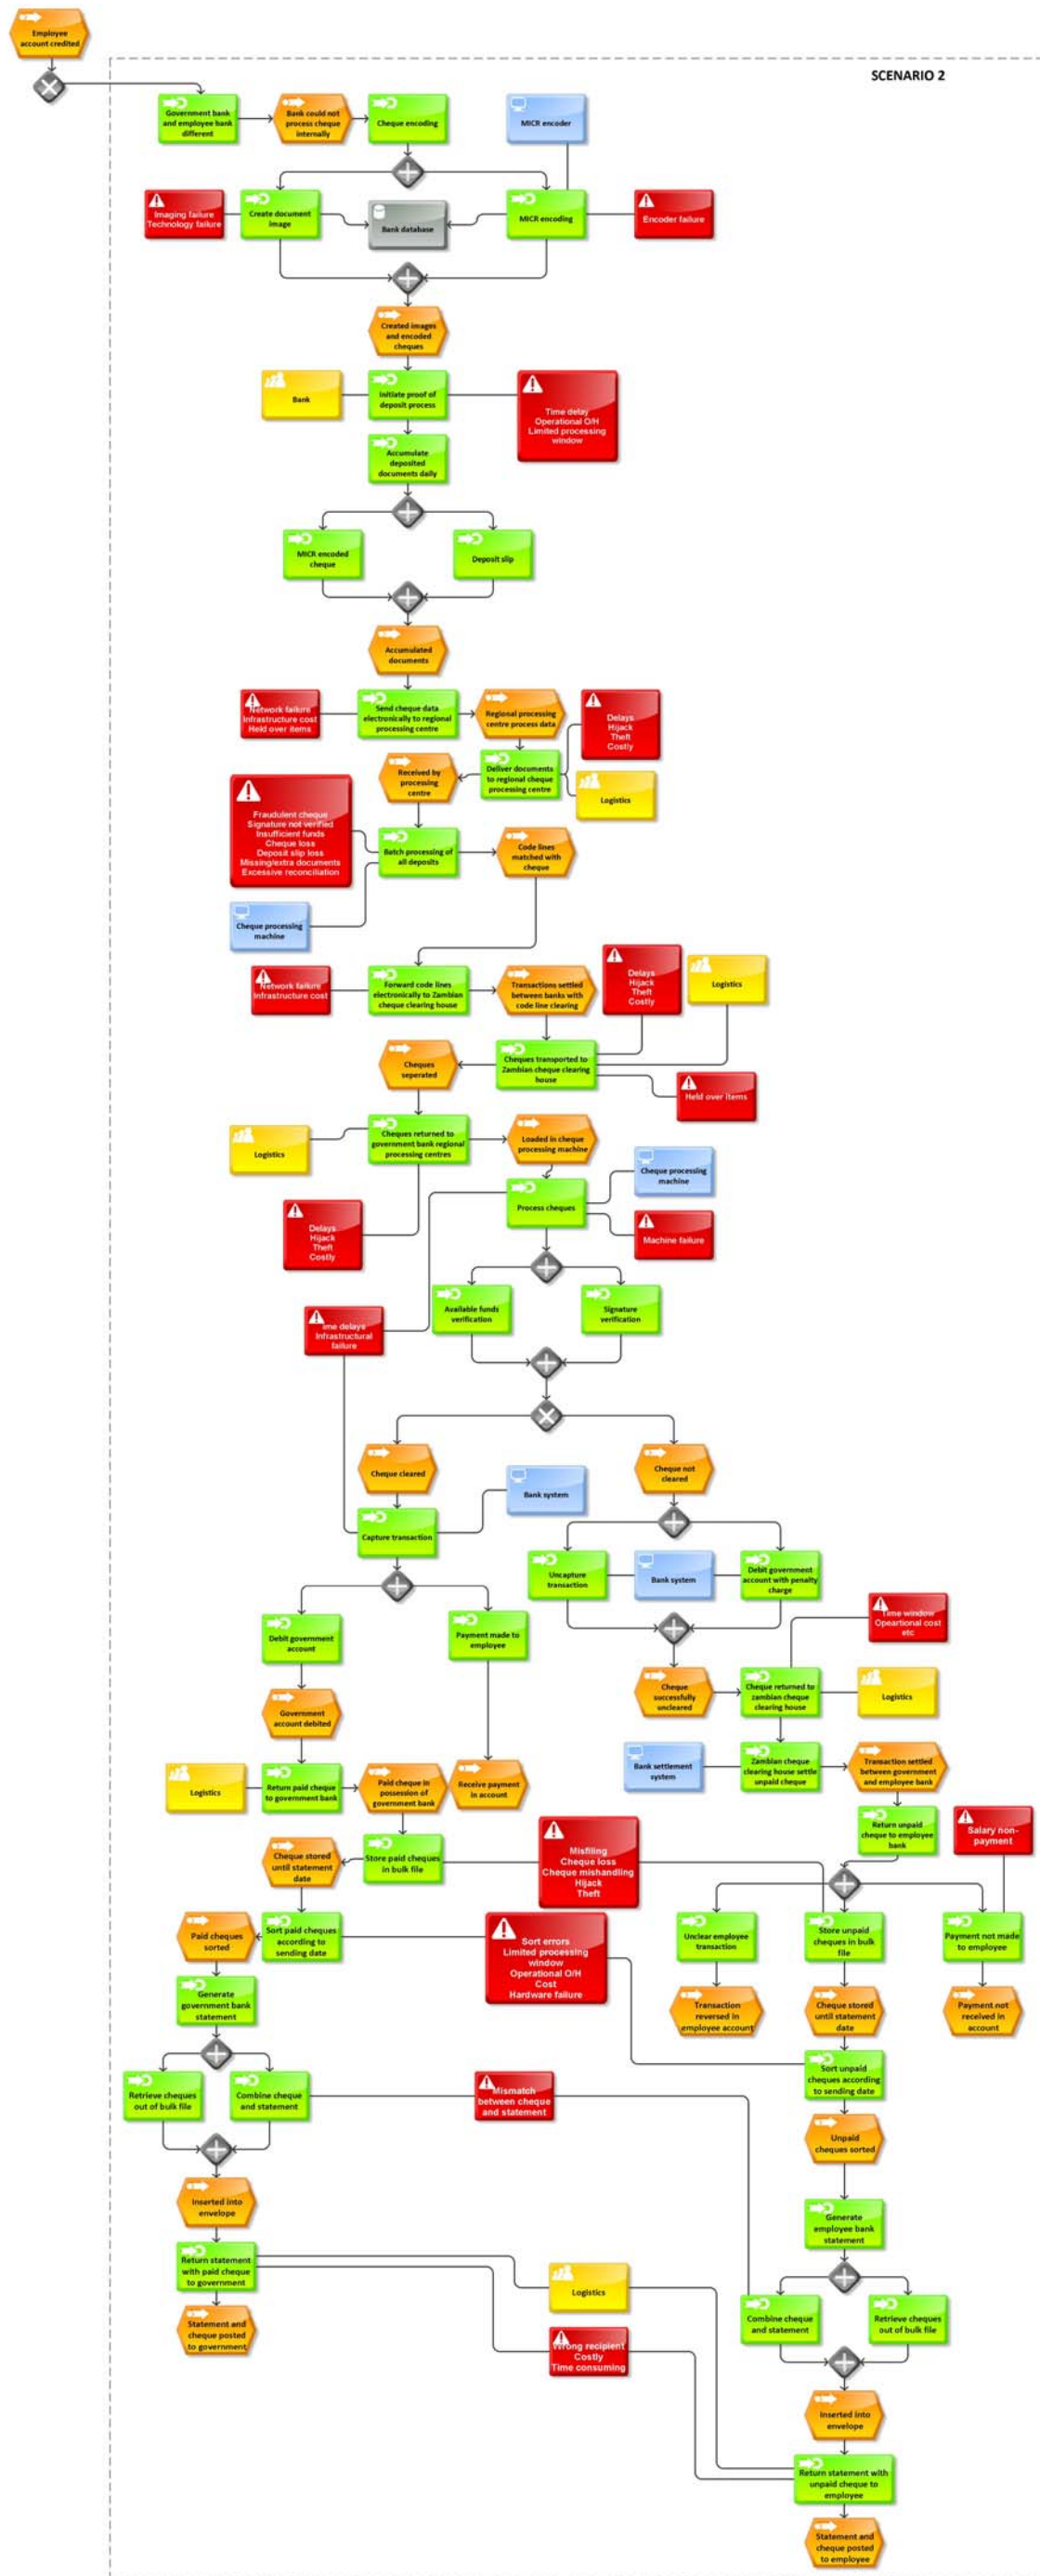 Employee
account credited
SCENARIO 2
Government bank
and employee bank
different
Bank could not
process cheque
internally
Cheque encoding
MICR encoder
Imaging failure
Technology failure
Create document
image
Bank database
MICR encoding
Encoder failure
Created images
and encoded
cheques
Bank
Initiate proof of
deposit process
Time delay
Operational O/H
Limited processing
window
Accumulate
deposited
documents daily
MICR encoded
cheque
Deposit slip
Accumulated
documents
Network failure
Infrastructure cost
Held over items
Send cheque data
electronically to regional
processing centre
Regional processing
centre process data
Delays
Hijack
Theft
Costly
Received by
processing
centre
Deliver documents
to regional cheque
processing centre
Logistics
Fraudulent cheque
Signature not verified
Insufficient funds
Cheque loss
Deposit slip loss
Missing/extra documents
Excessive reconciliation
Batch processing of
all deposits
Code lines
matched with
cheque
Cheque processing
machine
Network failure
Infrastructure cost
Forward code lines
electronically to Zambian
cheque clearing house
Transactions settled
between banks with
code line clearing
Delays
Hijack
Theft
Costly
Logistics
Cheques
seperated
Cheques transported to
Zambian cheque clearing
house
Held over items
Logistics
Cheques returned to
government bank regional
processing centres
Loaded in cheque
processing machine
Cheque processing
machine
Process cheques
Delays
Hijack
Theft
Costly
Machine failure
Available funds
verification
Signature
verification
ime delays
Infrastructural
failure
Cheque cleared
Cheque not
cleared
Bank system
Capture transaction
Uncapture
transaction
Bank system
Debit government
account with penalty
charge
Debit government
account
Payment made to
employee
Time window
Opeartional cost
etc
Cheque
successfully
uncleared
Cheque returned to
zambian cheque
clearing house
Logistics
Government
account debited
Bank settlement
system
Zambian cheque
clearing house settle
unpaid cheque
Transaction settled
between government
and employee bank
Logistics
Return paid cheque
to government bank
Paid cheque in
possession of
government bank
Receive payment
in account
Return unpaid
cheque to employee
bank
Salary non-
payment
Cheque stored
until statement
date
Store paid cheques
in bulk file
Misfiling
Cheque loss
Cheque mishandling
Hijack
Theft
Paid cheques
sorted
Sort paid cheques
according to
sending date
Sort errors
Limited processing
window
Operational O/H
Cost
Hardware failure
Unclear employee
transaction
Store unpaid
cheques in bulk
file
Payment not made
to employee
Generate
government bank
statement
Transaction
reversed in
employee account
Cheque stored
until statement
date
Payment not
received in
account
Retrieve cheques
out of bulk file
Combine cheque
and statement
Mismatch
between cheque
and statement
Sort unpaid
cheques according
to sending date
Unpaid
cheques sorted
Inserted into
envelope
Generate
employee bank
statement
Return statement
with paid cheque
to government
Logistics
Combine cheque
and statement
Retrieve cheques
out of bulk file
Statement and
cheque posted
to government
Wrong recipient
Costly
Time consuming
Inserted into
envelope
Return statement with
unpaid cheque to
employee
Statement and
cheque posted
to employee